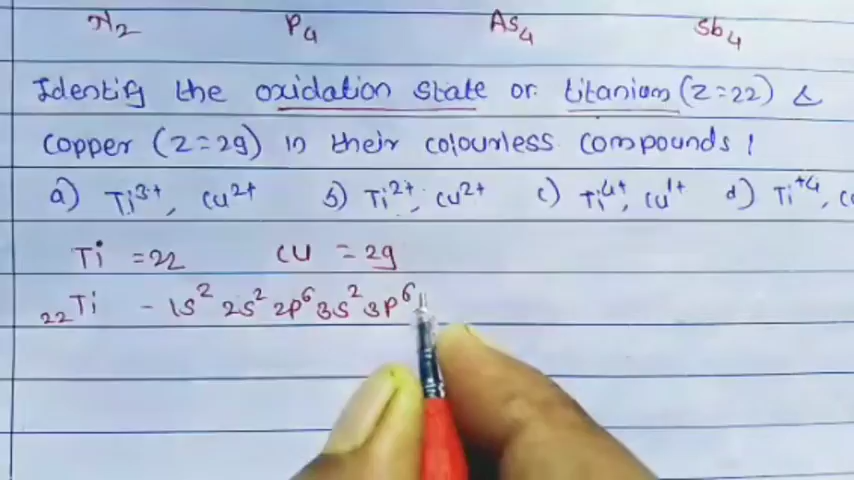 N₂ P₄ As₄ Sb₄
Identify the oxidation state or titanium (Z=22) &
copper (Z=29) in their colourless compounds!
a) Ti³⁺, Cu²⁺ b) Ti²⁺, Cu²⁺ c) Ti⁴⁺, Cu¹⁺ d) Ti⁺⁴,
Ti =22 Cu =29
₂₂Ti - 1s² 2s² 2p⁶ 3s² 3p⁶